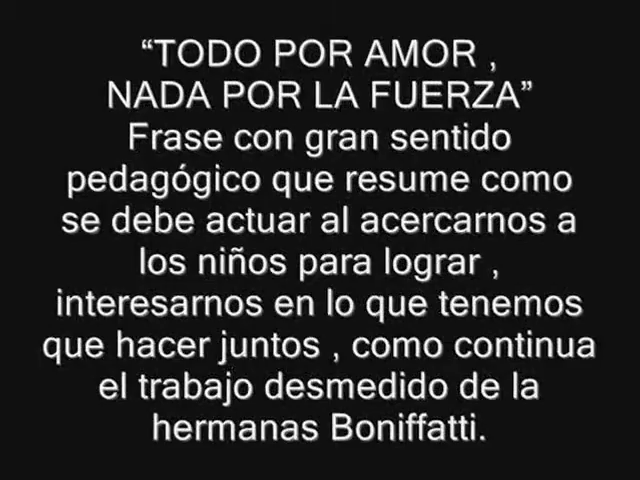 “TODO POR AMOR ,
NADA POR LA FUERZA”
Frase con gran sentido
pedagógico que resume como
se debe actuar al acercarnos a
los niños para lograr ,
interesarnos en lo que tenemos
que hacer juntos , como continua
el trabajo desmedido de la
hermanas Boniffatti.